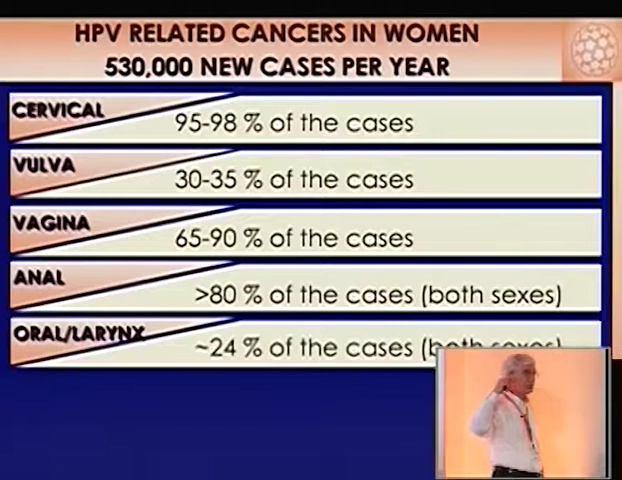 HPV RELATED CANCERS IN WOMEN
530,000 NEW CASES PER YEAR
CERVICAL
95-98 % of the cases
VULVA
30-35 % of the cases
VAGINA
65-90 % of the cases
ANAL
>80 % of the cases (both sexes)
ORAL/LARYNX
~24 % of the cases (both sexes)